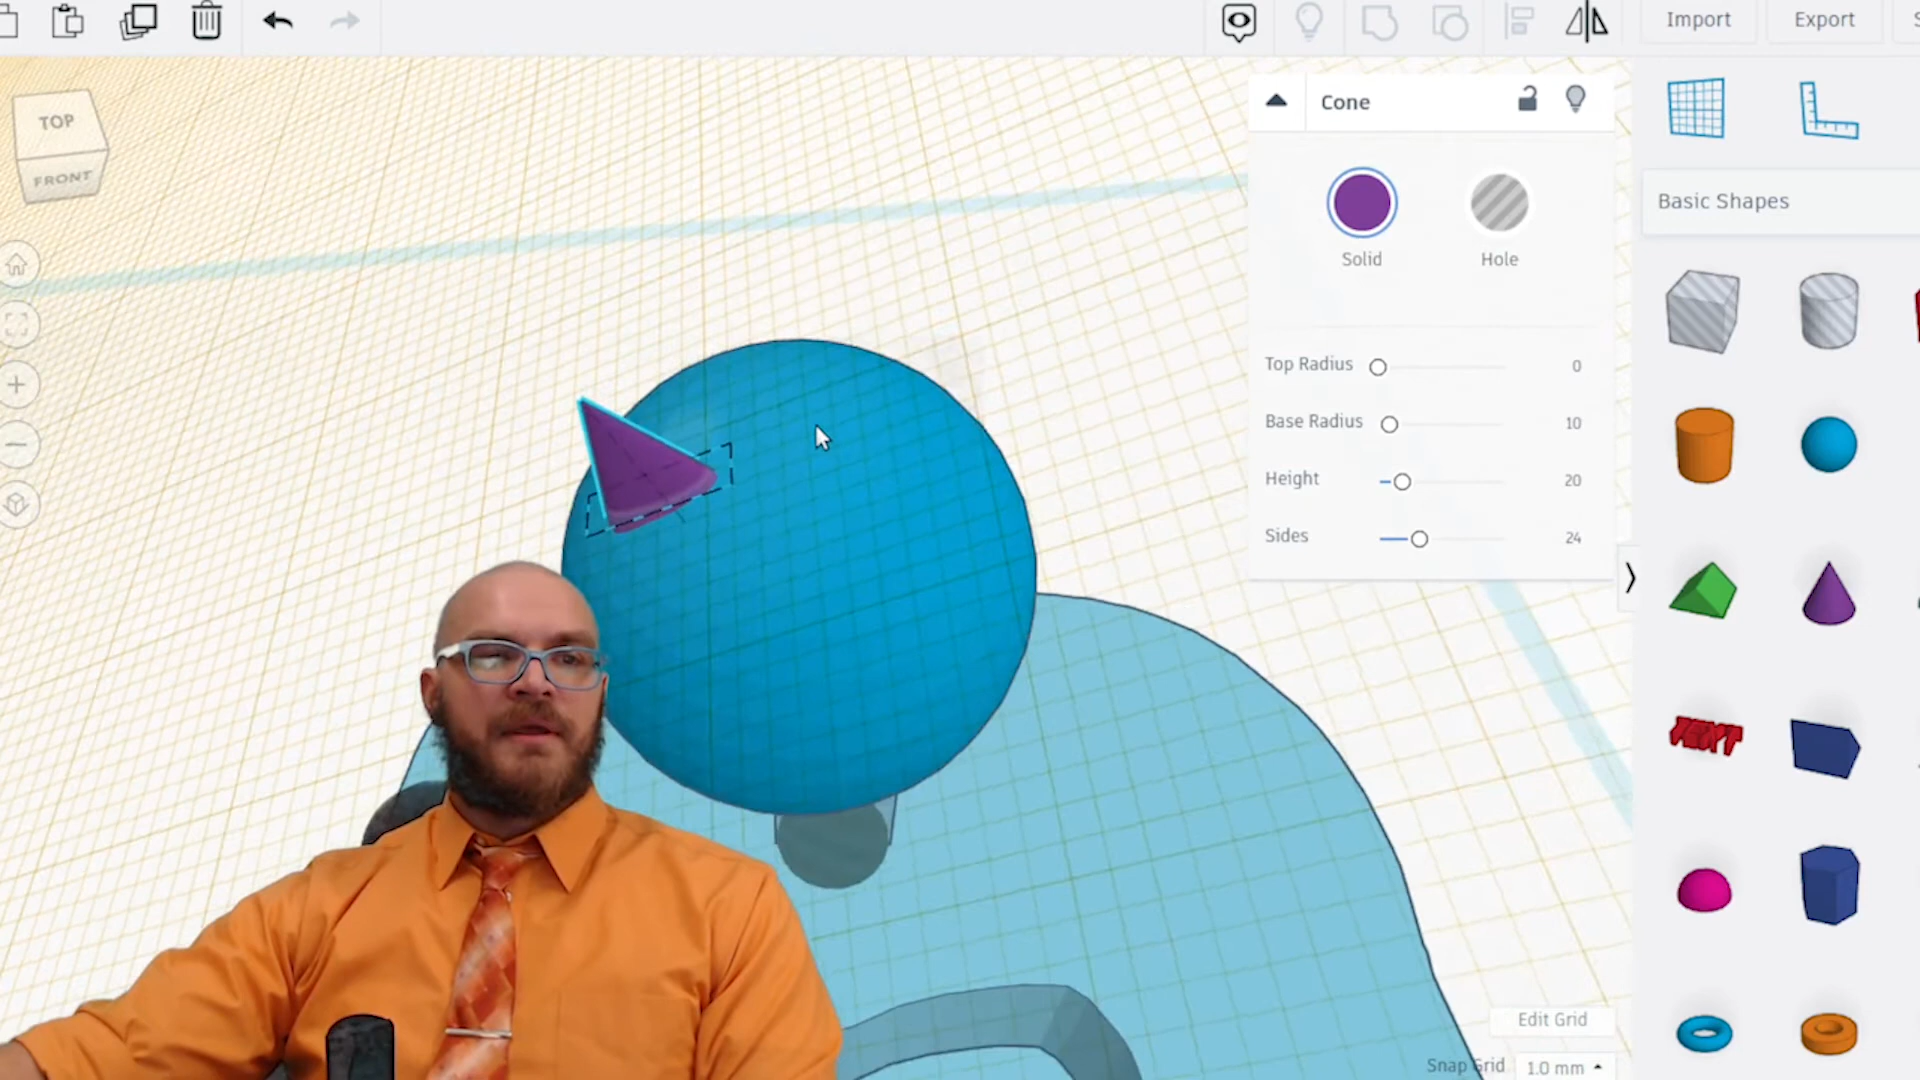 Import
Export
TOP
FRONT
Cone
Solid
Hole
Top Radius 0
Base Radius 10
Height 20
Sides 24
Basic Shapes
TEXT
Edit Grid
Snap Grid 1.0 mm